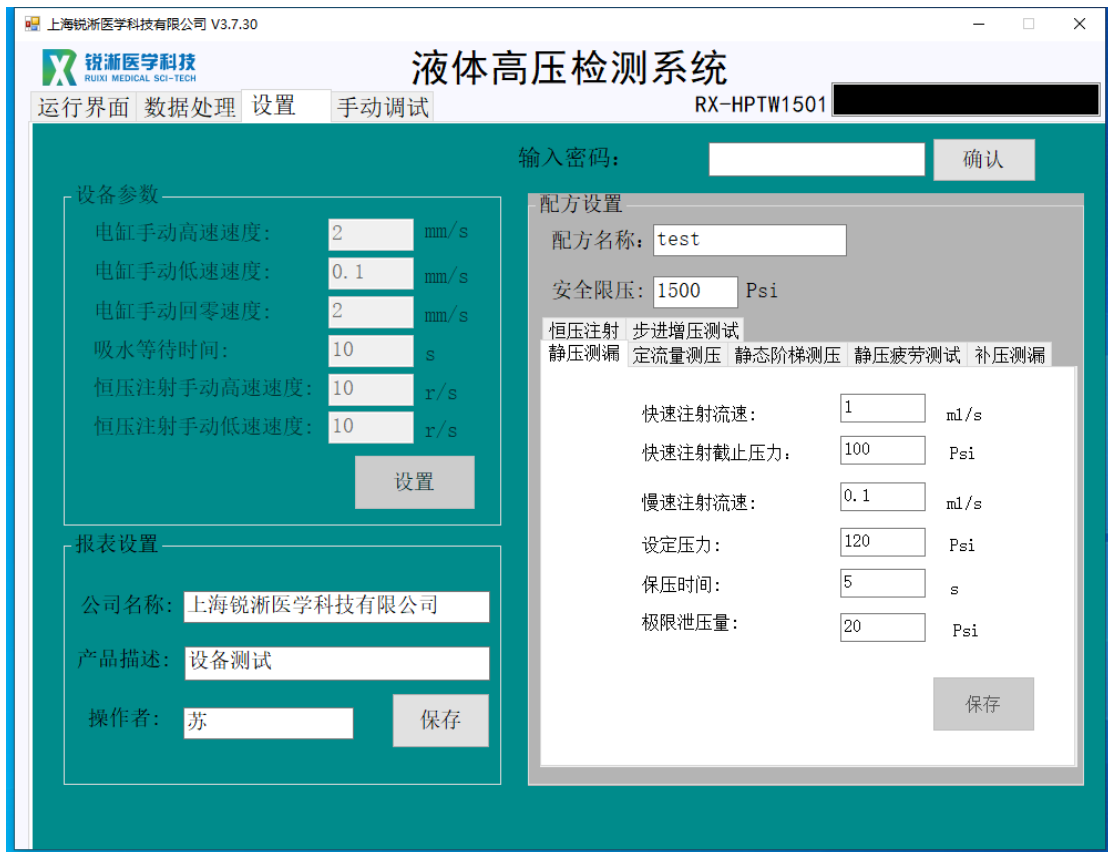 上海锐淅医学科技有限公司 V3.7.30
锐淅医学科技
RUIXI MEDICAL SCI-TECH
液体高压检测系统
运行界面 数据处理 设置 手动调试
RX-HPTW1501
输入密码: 确认
设备参数
电缸手动高速速度: 2 mm/s
电缸手动低速速度: 0.1 mm/s
电缸手动回零速度: 2 mm/s
吸水等待时间: 10 s
恒压注射手动高速速度: 10 r/s
恒压注射手动低速速度: 10 r/s
设置
报表设置
公司名称: 上海锐淅医学科技有限公司
产品描述: 设备测试
操作者: 苏 保存
配方设置
配方名称: test
安全限压: 1500 Psi
恒压注射 步进增压测试
静压测漏 定流量测压 静态阶梯测压 静压疲劳测试 补压测漏
快速注射流速: 1 ml/s
快速注射截止压力: 100 Psi
慢速注射流速: 0.1 ml/s
设定压力: 120 Psi
保压时间: 5 s
极限泄压量: 20 Psi
保存